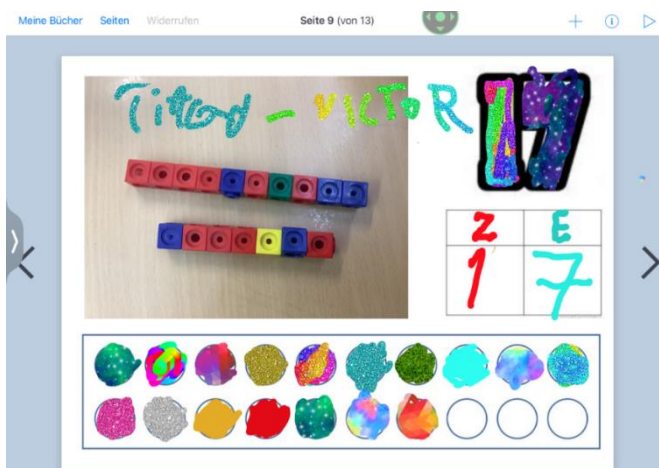 Meine Bücher Seiten Widerrufen Seite 9 (von 13)
- VICTOR
17
Z E
1 7